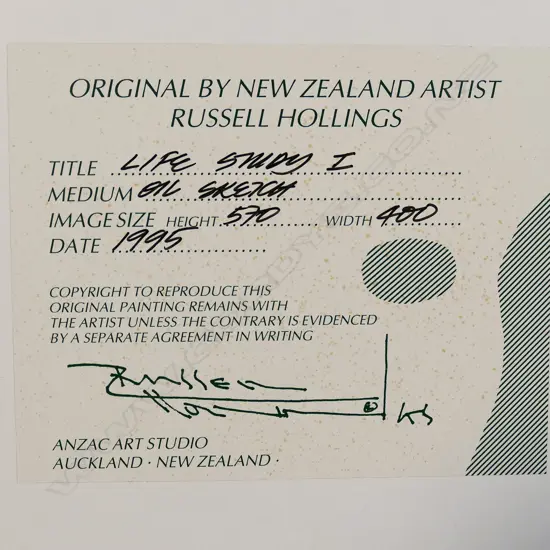 ORIGINAL BY NEW ZEALAND ARTIST
RUSSELL HOLLINGS
TITLE LIFE STUDY I
MEDIUM OIL SKETCH
IMAGE SIZE HEIGHT 570 WIDTH 400
DATE 1995
COPYRIGHT TO REPRODUCE THIS
ORIGINAL PAINTING REMAINS WITH
THE ARTIST UNLESS THE CONTRARY IS EVIDENCED
BY A SEPARATE AGREEMENT IN WRITING
Russell
ANZAC ART STUDIO
AUCKLAND · NEW ZEALAND ·